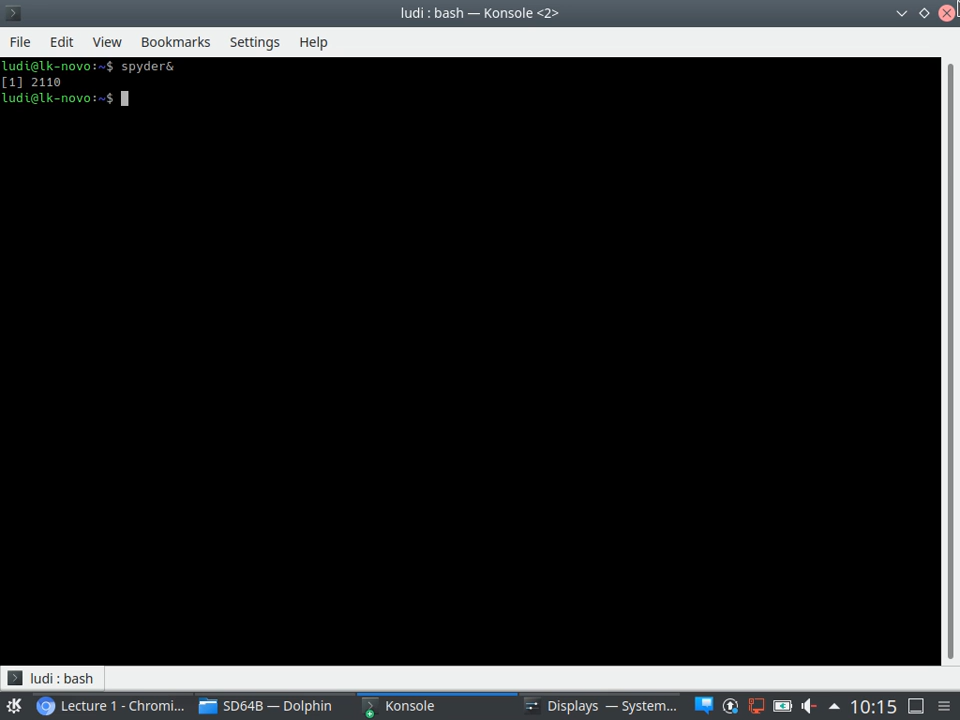 ludi : bash — Konsole <2>
File Edit View Bookmarks Settings Help
ludi@lk-novo:~$ spyder&
[1] 2110
ludi@lk-novo:~$
ludi : bash
Lecture 1 - Chromi... SD64B — Dolphin Konsole Displays — System... 10:15